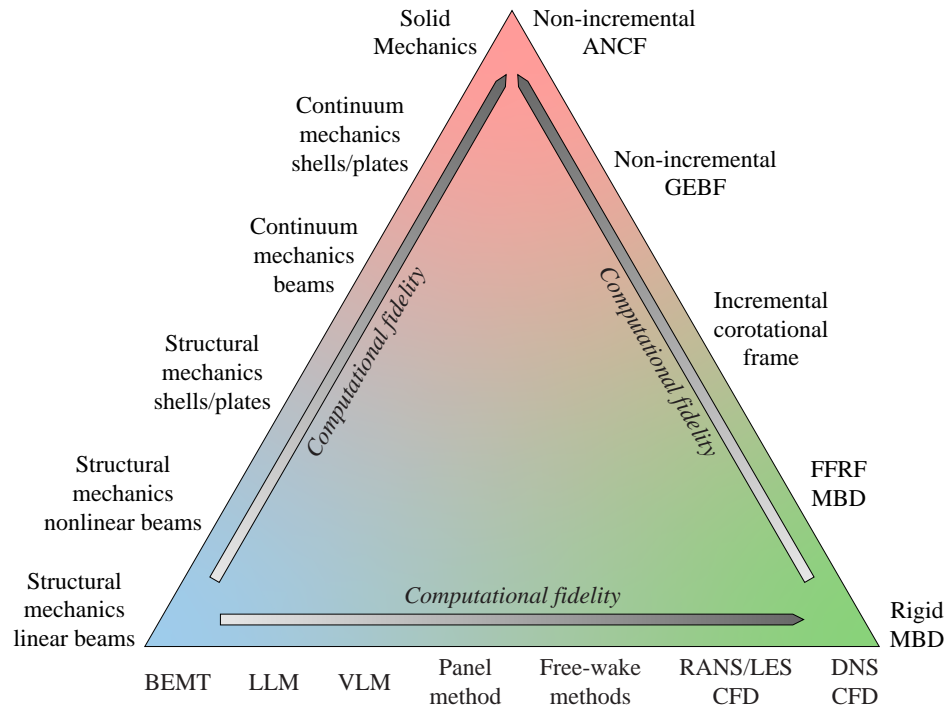 Solid
Mechanics
Non-incremental
ANCF
Continuum
mechanics
shells/plates
Non-incremental
GEBF
Continuum
mechanics
beams
Computational fidelity
Computational fidelity
Incremental
corotational
frame
Structural
mechanics
shells/plates
Structural
mechanics
nonlinear beams
FFRF
MBD
Structural
mechanics
linear beams
Computational fidelity
Rigid
MBD
BEMT
LLM
VLM
Panel
method
Free-wake
methods
RANS/LES
CFD
DNS
CFD